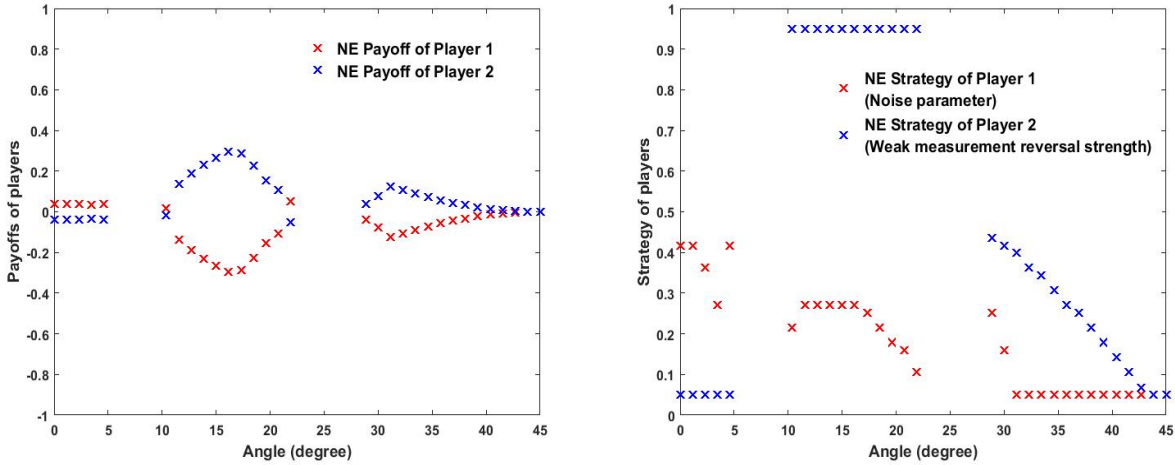 1
0.8
0.6
0.4
0.2
0
-0.2
-0.4
-0.6
-0.8
-1
Payoffs of players
0 5 10 15 20 25 30 35 40 45
Angle (degree)
NE Payoff of Player 1
NE Payoff of Player 2
1
0.9
0.8
0.7
0.6
0.5
0.4
0.3
0.2
0.1
0
Strategy of players
0 5 10 15 20 25 30 35 40 45
Angle (degree)
NE Strategy of Player 1
(Noise parameter)
NE Strategy of Player 2
(Weak measurement reversal strength)